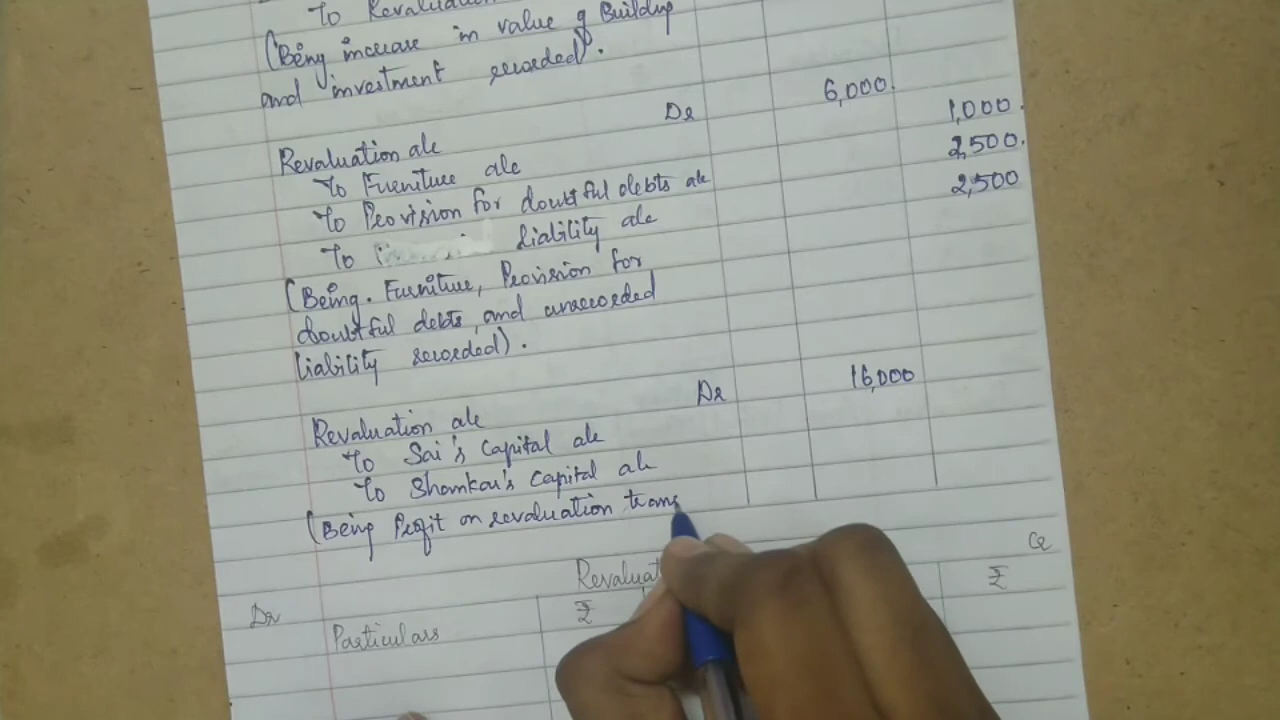 To Revaluation
(Being increase in value of Building
and investment recorded).
Revaluation a/c Dr 6,000
To Furniture a/c 1,000
To Provision for doubtful debts a/c 2,500
To liability a/c 2,500
(Being. Furniture, Provision for
doubtful debts, and unrecorded
liability recorded).
Revaluation a/c Dr 16,000
To Sai's Capital a/c
To Shankar's Capital a/c
(Being Profit on revaluation trans
Revaluat
Cr
Dr
Particulars ₹ ₹